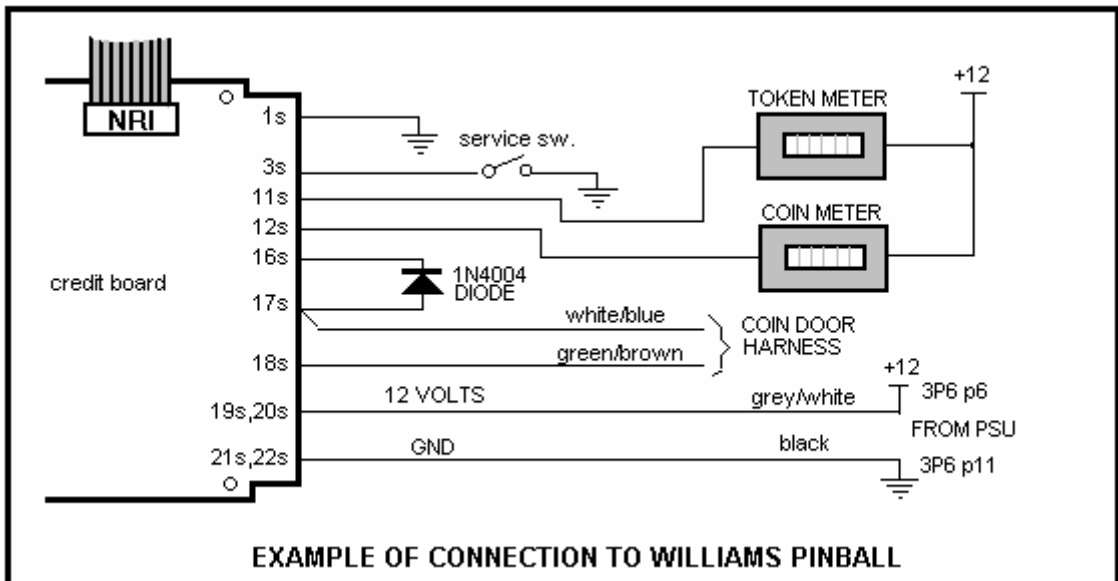 NRI
+12
TOKEN METER
1s
service sw.
3s
11s
COIN METER
12s
16s
1N4004
DIODE
credit board
17s
white/blue
COIN DOOR
HARNESS
18s
green/brown
+12
12 VOLTS
grey/white
3P6 p6
19s,20s
FROM PSU
GND
black
21s,22s
3P6 p11
EXAMPLE OF CONNECTION TO WILLIAMS PINBALL